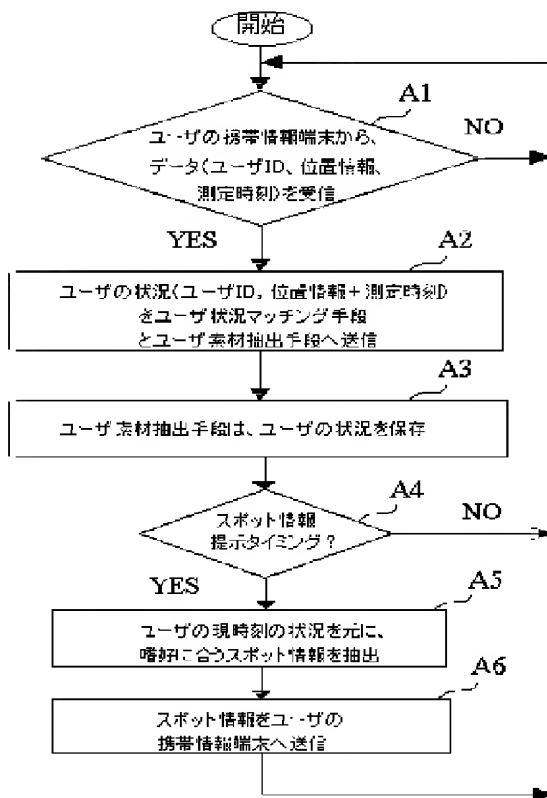 開始
A1
ユーザの携帯情報端末から、
NO
データ(ユーザID、位置情報、
測定時刻)を受信
YES
A2
ユーザの状況(ユーザID、位置情報+測定時刻)
をユーザ状況マッチング手段
とユーザ素材抽出手段へ送信
A3
ユーザ素材抽出手段は、ユーザの状況を保存
A4
スポット情報
NO
提示タイミング?
YES
A5
ユーザの現時刻の状況を元に、
嗜好に合うスポット情報を抽出
A6
スポット情報をユーザの
携帯情報端末へ送信